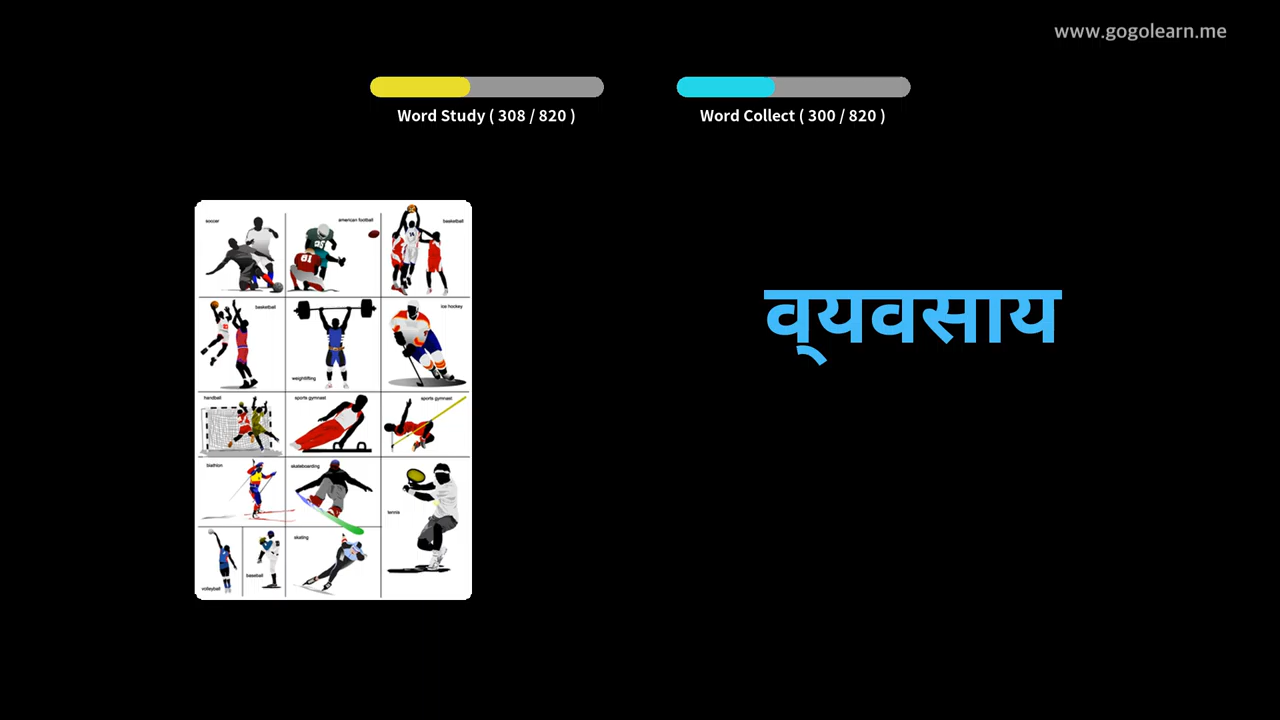 www.gogolearn.me
Word Study ( 308 / 820 )
Word Collect ( 300 / 820 )
soccer
american football
basketball
basketball
weightlifting
ice hockey
handball
sports gymnast
sports gymnast
biathlon
skateboarding
tennis
volleyball
baseball
skating
व्‌यवसाय